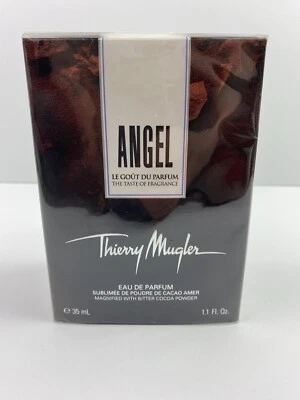 ANGEL
LE GOÛT DU PARFUM
THE TASTE OF FRAGRANCE
Thierry Mugler
EAU DE PARFUM
SUBLIMÉE DE POUDRE DE CACAO AMER
MAGNIFIED WITH BITTER COCOA POWDER
℮ 35 mL 1.1 Fl. Oz.